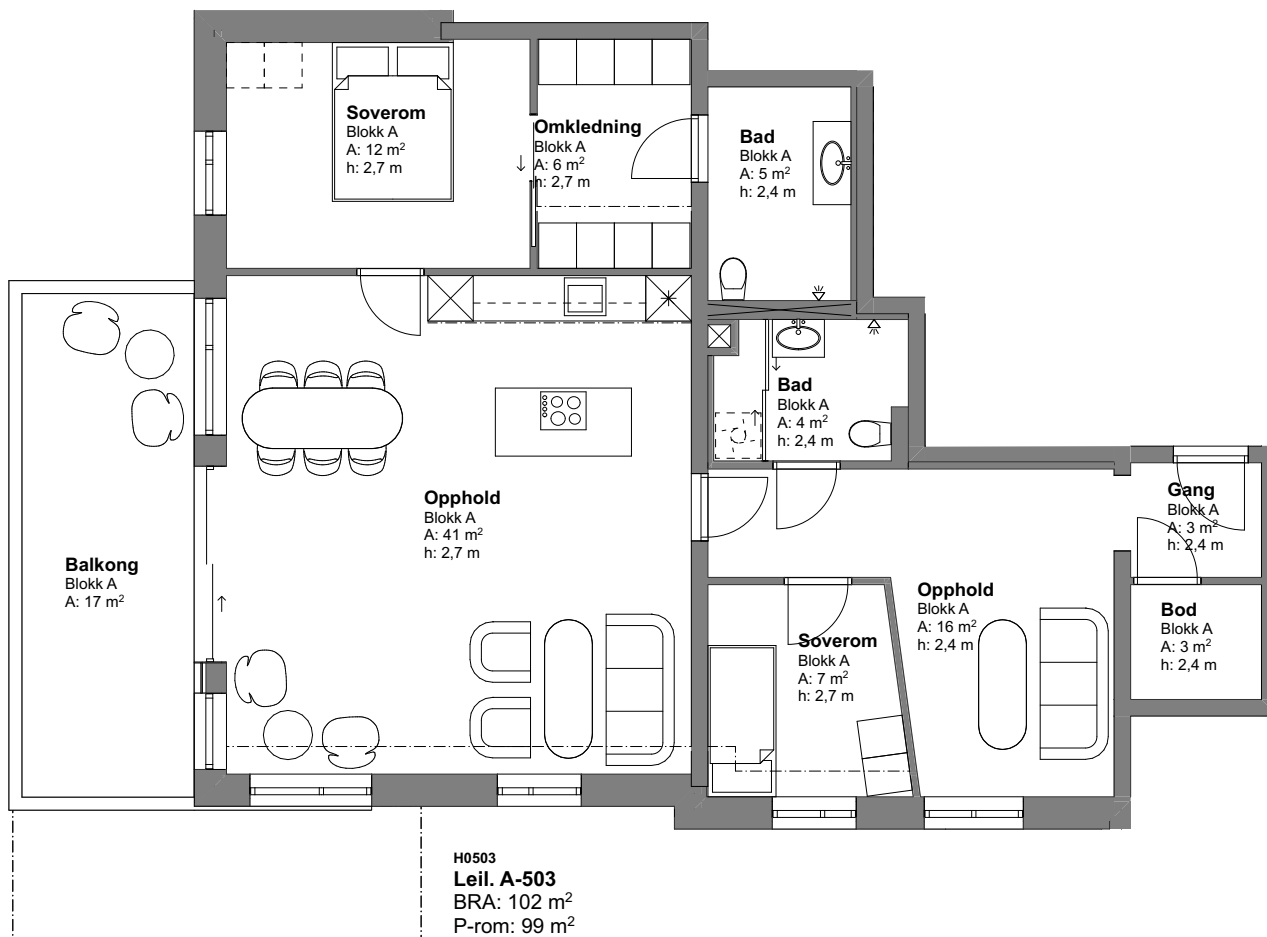 Soverom
Blokk A
A: 12 m²
h: 2,7 m
Omkledning
Blokk A
A: 6 m²
h: 2,7 m
Bad
Blokk A
A: 5 m²
h: 2,4 m
Bad
Blokk A
A: 4 m²
h: 2,4 m
Gang
Blokk A
A: 3 m²
h: 2,4 m
Opphold
Blokk A
A: 41 m²
h: 2,7 m
Balkong
Blokk A
A: 17 m²
Opphold
Blokk A
A: 16 m²
h: 2,4 m
Bod
Blokk A
A: 3 m²
h: 2,4 m
Soverom
Blokk A
A: 7 m²
h: 2,7 m
H0503
Leil. A-503
BRA: 102 m²
P-rom: 99 m²